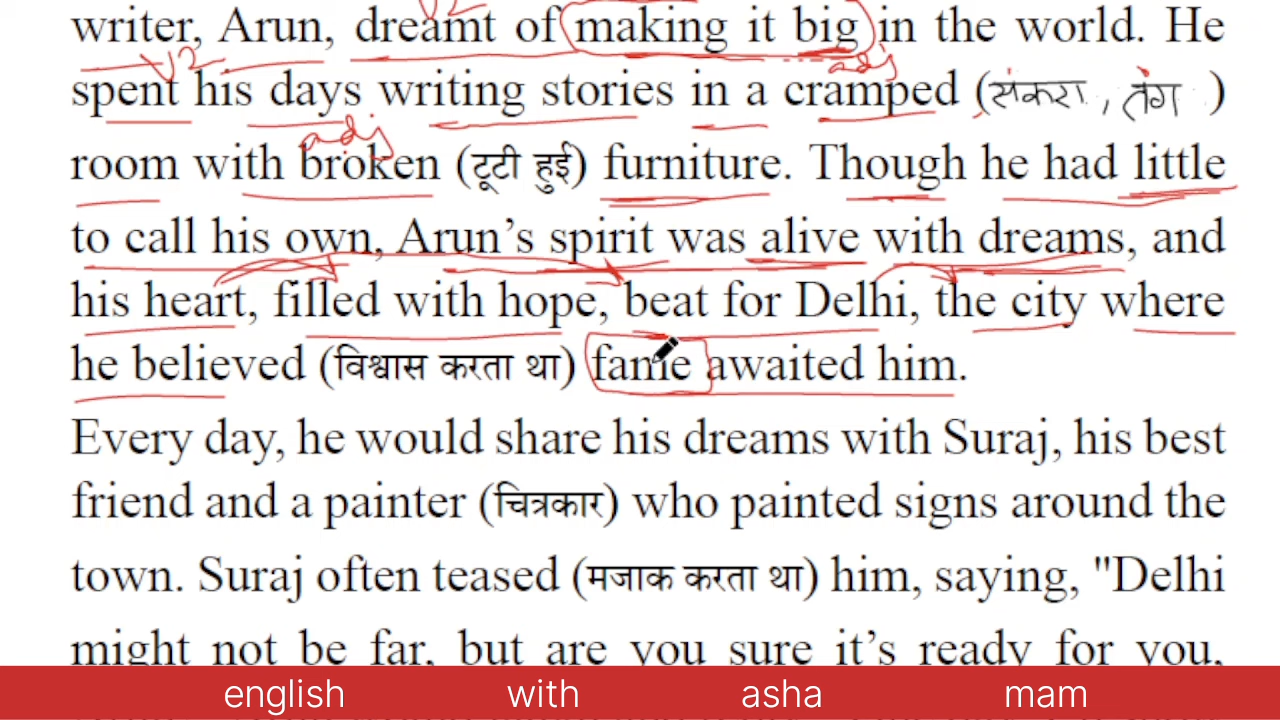 V2
writer, Arun, dreamt of making it big in the world. He
V2 adj
spent his days writing stories in a cramped (संकरा, तंग)
adj
room with broken (टूटी हुई) furniture. Though he had little
to call his own, Arun’s spirit was alive with dreams, and
his heart, filled with hope, beat for Delhi, the city where
he believed (विश्वास करता था) fame awaited him.
Every day, he would share his dreams with Suraj, his best
friend and a painter (चित्रकार) who painted signs around the
town. Suraj often teased (मजाक करता था) him, saying, "Delhi
might not be far, but are you sure it’s ready for you,
english with asha mam